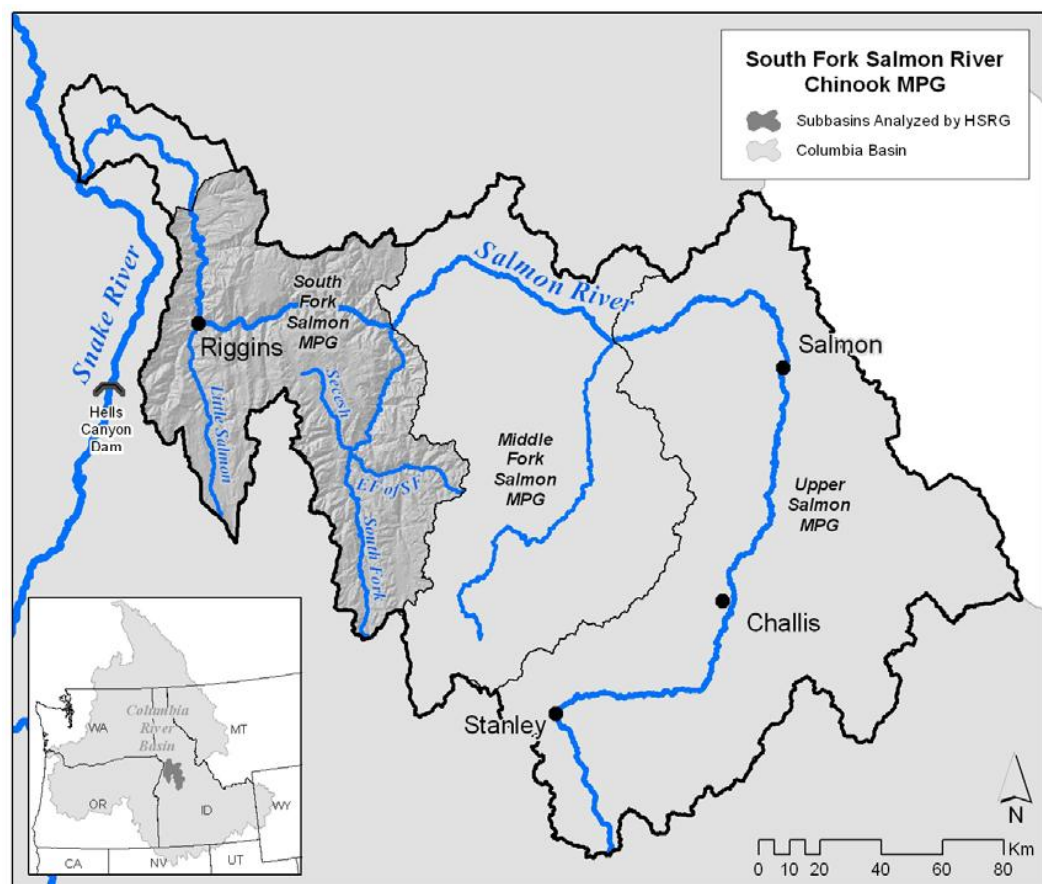 South Fork Salmon River
Chinook MPG
Subbasins Analyzed by HSRG
Columbia Basin
Snake River
Salmon River
South
Fork
Salmon
MPG
Riggins
Little Salmon
Secesh
EF of SF
South Fork
Hells
Canyon
Dam
Middle
Fork
Salmon
MPG
Salmon
Upper
Salmon
MPG
Challis
Stanley
Columbia
River
Basin
WA
MT
OR
ID
WY
CA
NV
UT
N
Km
0 10 20 40 60 80